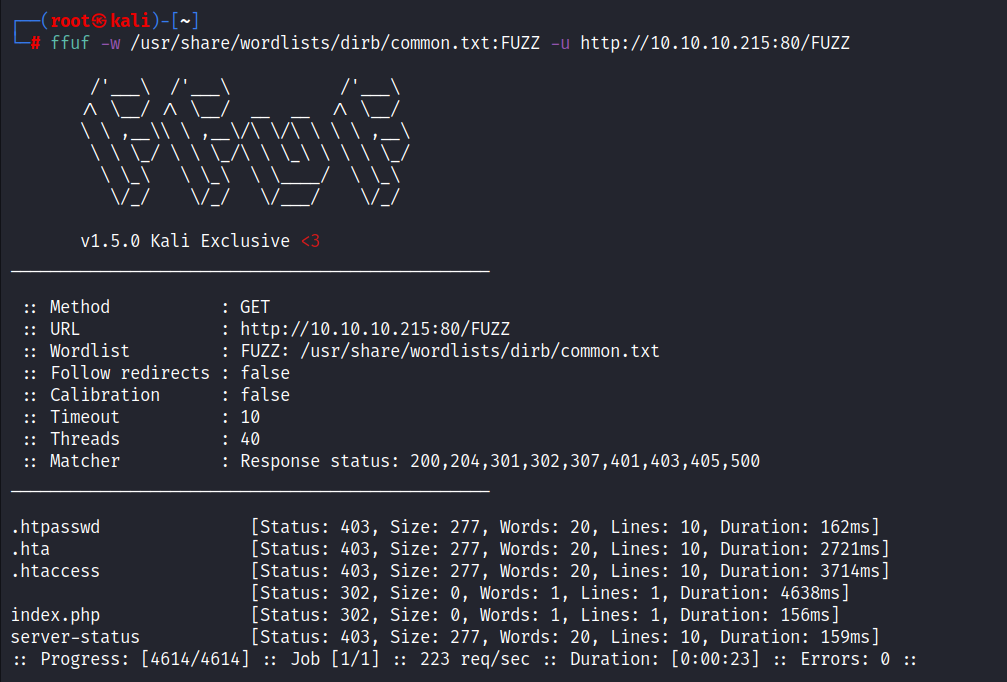 ┌──(root㉿kali)-[~]
└─# ffuf -w /usr/share/wordlists/dirb/common.txt:FUZZ -u http://10.10.10.215:80/FUZZ

        /'___\  /'___\           /'___\
       /\ \__/ /\ \__/  __  __  /\ \__/
       \ \ ,__\\ \ ,__\/\ \/\ \ \ \ ,__\
        \ \ \_/ \ \ \_/\ \ \_\ \ \ \ \_/
         \ \_\   \ \_\  \ \____/  \ \_\
          \/_/    \/_/   \/___/    \/_/

       v1.5.0 Kali Exclusive <3
________________________________________________

 :: Method           : GET
 :: URL              : http://10.10.10.215:80/FUZZ
 :: Wordlist         : FUZZ: /usr/share/wordlists/dirb/common.txt
 :: Follow redirects : false
 :: Calibration      : false
 :: Timeout          : 10
 :: Threads          : 40
 :: Matcher          : Response status: 200,204,301,302,307,401,403,405,500
________________________________________________

.htpasswd               [Status: 403, Size: 277, Words: 20, Lines: 10, Duration: 162ms]
.hta                    [Status: 403, Size: 277, Words: 20, Lines: 10, Duration: 2721ms]
.htaccess               [Status: 403, Size: 277, Words: 20, Lines: 10, Duration: 3714ms]
                        [Status: 302, Size: 0, Words: 1, Lines: 1, Duration: 4638ms]
index.php               [Status: 302, Size: 0, Words: 1, Lines: 1, Duration: 156ms]
server-status           [Status: 403, Size: 277, Words: 20, Lines: 10, Duration: 159ms]
:: Progress: [4614/4614] :: Job [1/1] :: 223 req/sec :: Duration: [0:00:23] :: Errors: 0 ::